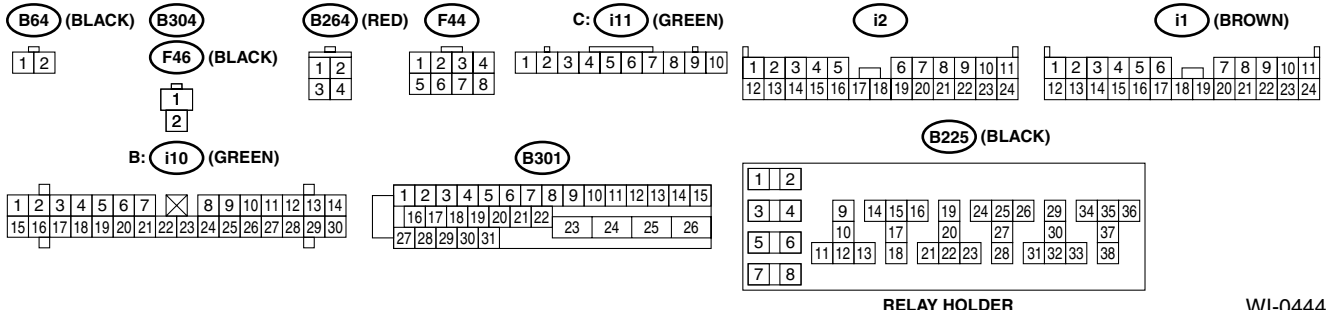 B64 (BLACK) B304 B264 (RED) F44 C: i11 (GREEN) i2 i1 (BROWN)
F46 (BLACK)
1 2
1
2
1 2
3 4
1 2 3 4
5 6 7 8
1 2 3 4 5 6 7 8 9 10
1 2 3 4 5 6 7 8 9 10 11
12 13 14 15 16 17 18 19 20 21 22 23 24
1 2 3 4 5 6 7 8 9 10 11
12 13 14 15 16 17 18 19 20 21 22 23 24
B: i10 (GREEN)
1 2 3 4 5 6 7 8 9 10 11 12 13 14
15 16 17 18 19 20 21 22 23 24 25 26 27 28 29 30
B301
1 2 3 4 5 6 7 8 9 10 11 12 13 14 15
16 17 18 19 20 21 22 23 24 25 26
27 28 29 30 31
B225 (BLACK)
1 2
3 4 9 14 15 16 19 24 25 26 29 34 35 36
10 17 20 27 30 37
5 6 11 12 13 18 21 22 23 28 31 32 33 38
7 8
RELAY HOLDER
WI-0444